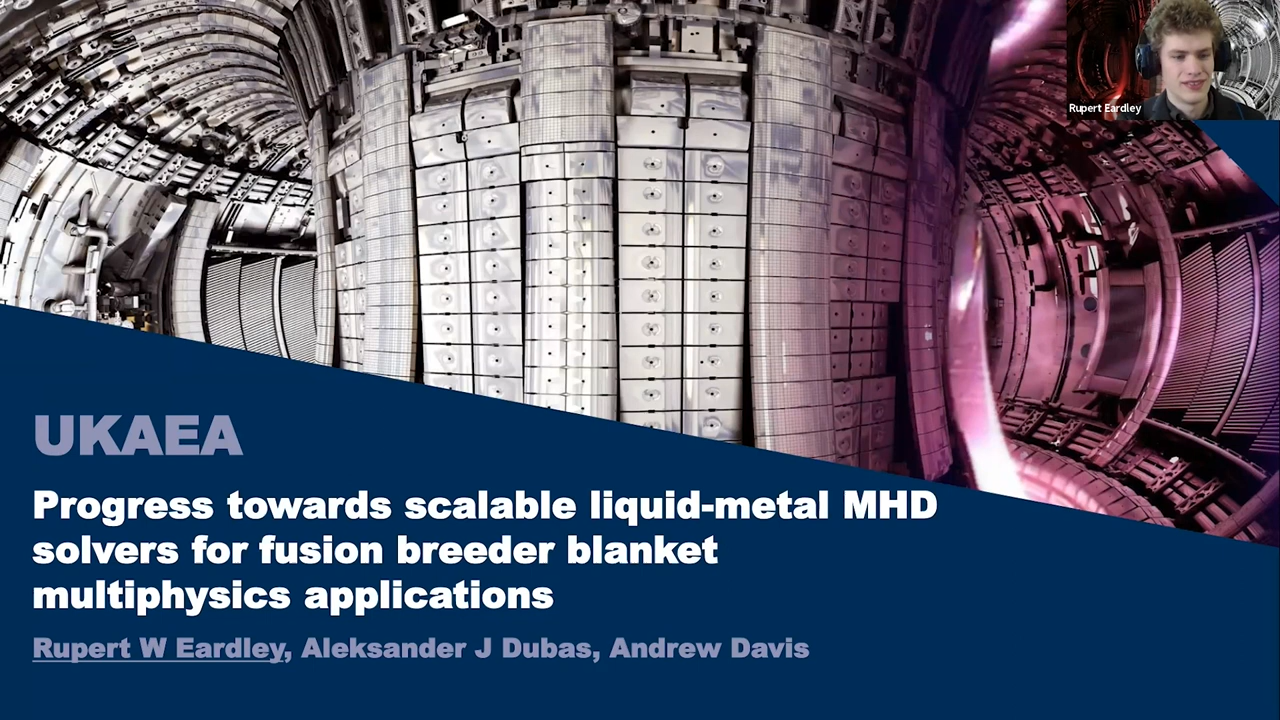 Rupert Eardley
UKAEA
Progress towards scalable liquid-metal MHD
solvers for fusion breeder blanket
multiphysics applications
Rupert W Eardley, Aleksander J Dubas, Andrew Davis